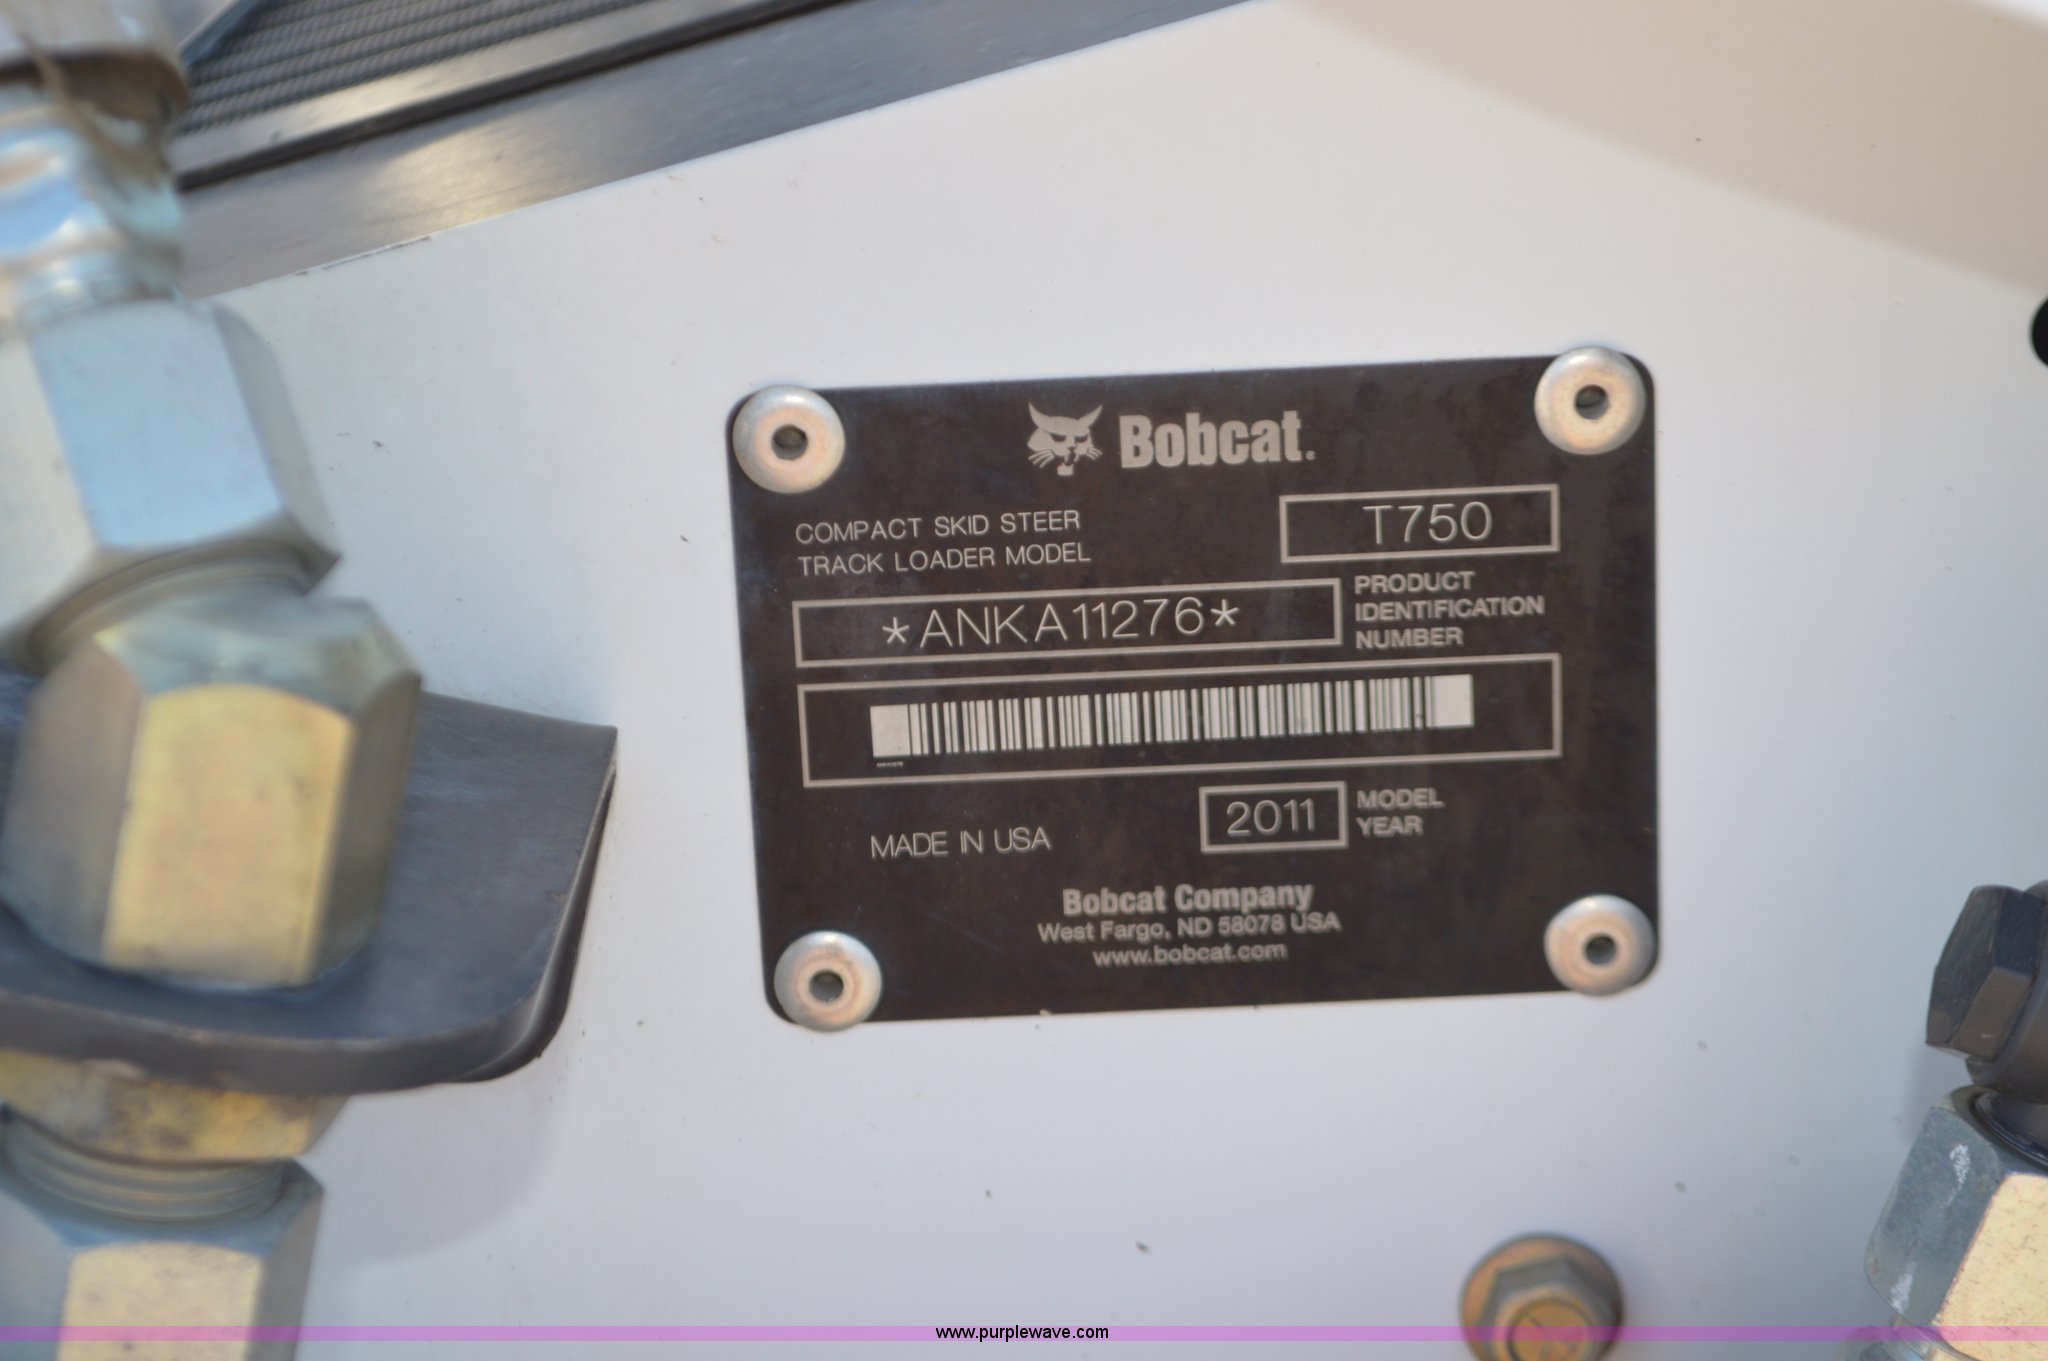 Bobcat.
COMPACT SKID STEER
TRACK LOADER MODEL
T750
*ANKA11276*
PRODUCT
IDENTIFICATION
NUMBER
MADE IN USA
2011
MODEL
YEAR
Bobcat Company
West Fargo, ND 58078 USA
www.bobcat.com
www.purplewave.com